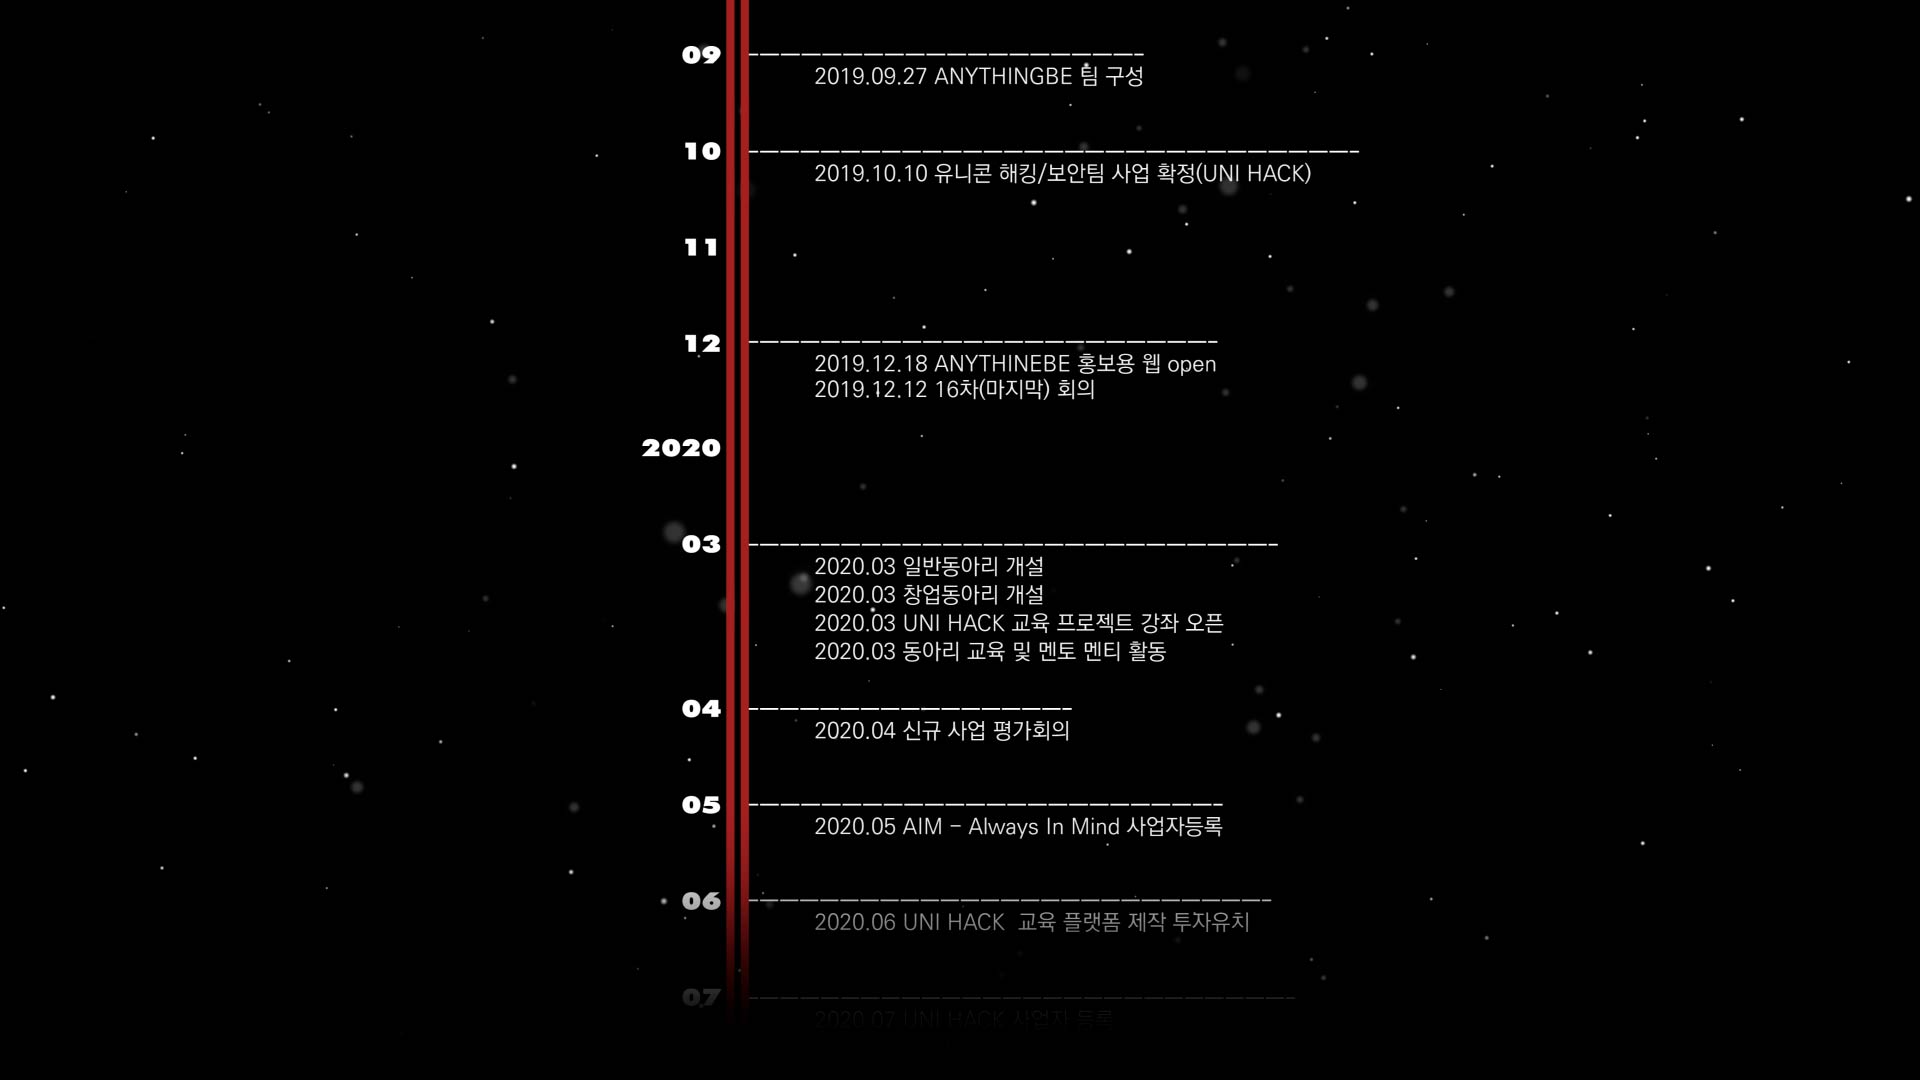 09
2019.09.27 ANYTHINGBE 팀 구성
10
2019.10.10 유니콘 해킹/보안팀 사업 확정(UNI HACK)
11
12
2019.12.18 ANYTHINEBE 홍보용 웹 open
2019.12.12 16차(마지막) 회의
2020
03
2020.03 일반동아리 개설
2020.03 창업동아리 개설
2020.03 UNI HACK 교육 프로젝트 강좌 오픈
2020.03 동아리 교육 및 멘토 멘티 활동
04
2020.04 신규 사업 평가회의
05
2020.05 AIM - Always In Mind 사업자등록
06
2020.06 UNI HACK 교육 플랫폼 제작 투자유치
07
2020.07 UNI HACK 사업자 등록